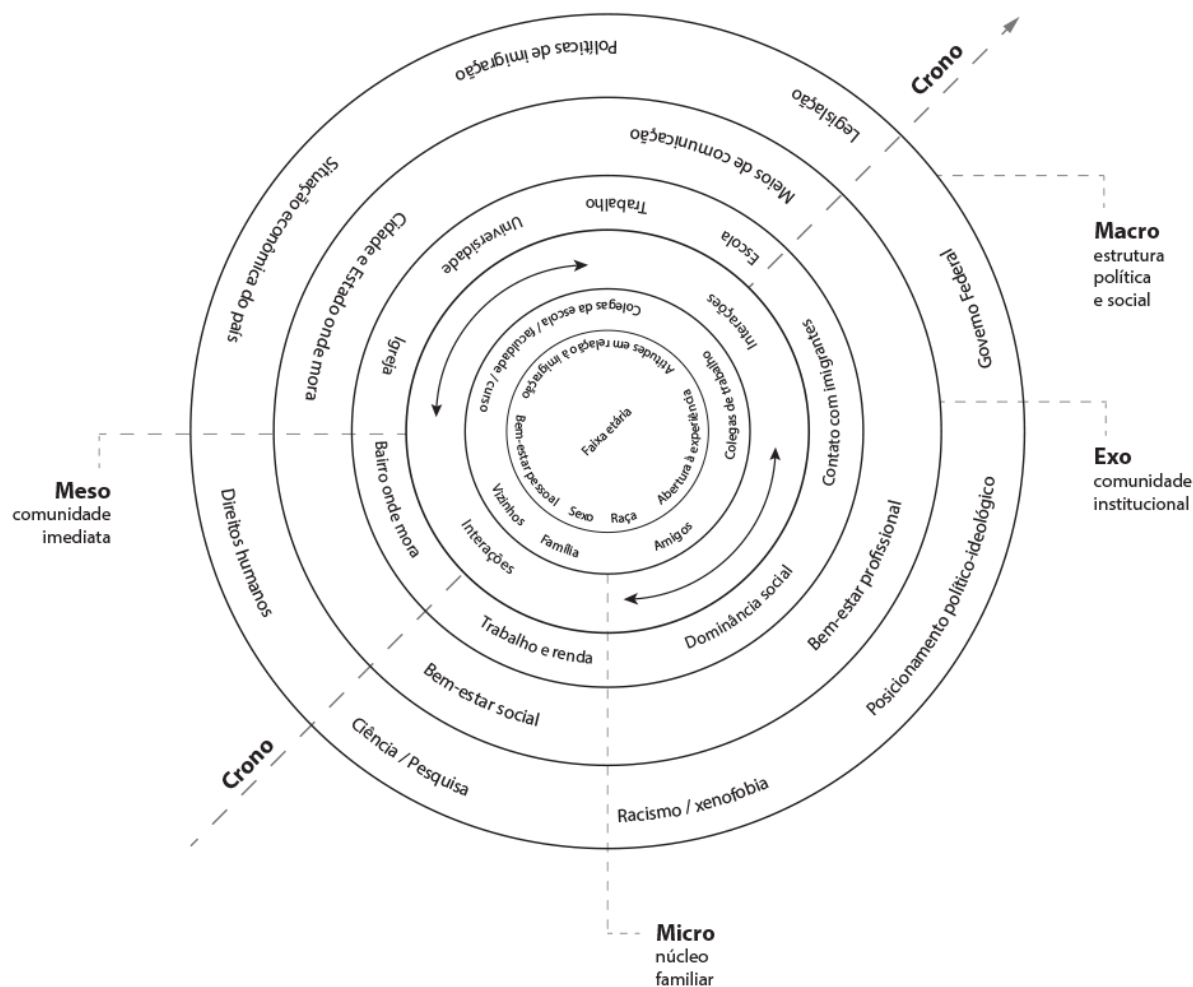 Políticas de imigração
Legislação
Governo Federal
Posicionamento político-ideológico
Racismo / xenofobia
Ciência / Pesquisa
Direitos humanos
Situação econômica do país
Meios de comunicação
Bem-estar profissional
Bem-estar social
Cidade e Estado onde mora
Universidade
Trabalho
Escola
Contato com imigrantes
Dominância social
Trabalho e renda
Bairro onde mora
Igreja
Interações
Interações
Colegas da escola / faculdade / curso
Colegas de trabalho
Amigos
Família
Vizinhos
Atitudes em relação à imigração
Abertura à experiência
Raça
Sexo
Bem-estar pessoal
Faixa etária
Crono
Crono
Macro
estrutura
política
e social
Exo
comunidade
institucional
Meso
comunidade
imediata
Micro
núcleo
familiar